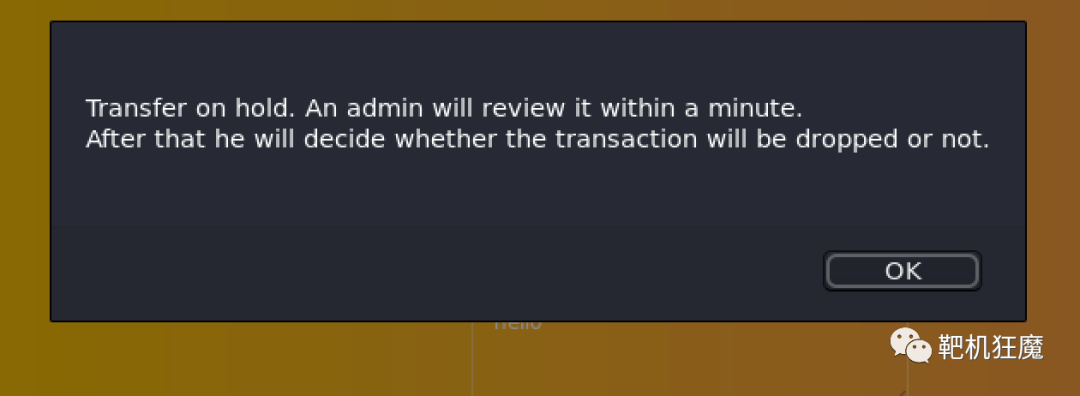 Transfer on hold. An admin will review it within a minute.
After that he will decide whether the transaction will be dropped or not.
OK
hello
靶机狂魔